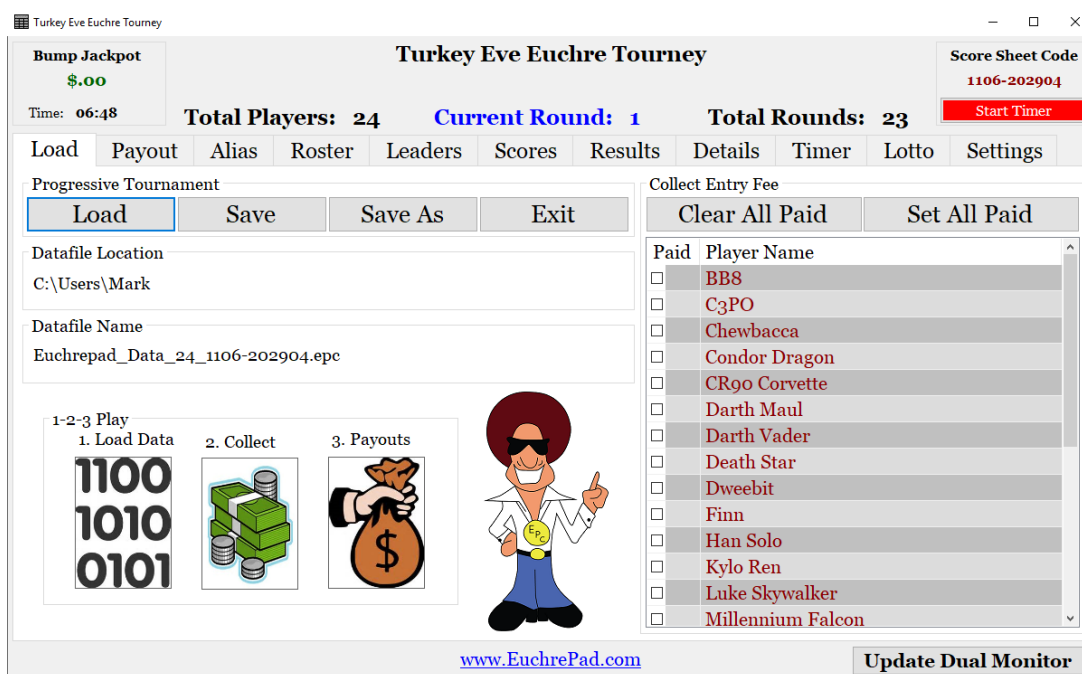 Turkey Eve Euchre Tourney
Bump Jackpot
$.00
Time: 06:48
Turkey Eve Euchre Tourney
Total Players: 24 Current Round: 1 Total Rounds: 23
Score Sheet Code
1106-202904
Start Timer
Load Payout Alias Roster Leaders Scores Results Details Timer Lotto Settings
Progressive Tournament
Load Save Save As Exit
Datafile Location
C:\Users\Mark
Datafile Name
Euchrepad_Data_24_1106-202904.epc
1-2-3 Play
1. Load Data 2. Collect 3. Payouts
1100
1010
0101
$
EPC
Collect Entry Fee
Clear All Paid Set All Paid
Paid Player Name
BB8
C3PO
Chewbacca
Condor Dragon
CR90 Corvette
Darth Maul
Darth Vader
Death Star
Dweebit
Finn
Han Solo
Kylo Ren
Luke Skywalker
Millennium Falcon
www.EuchrePad.com
Update Dual Monitor